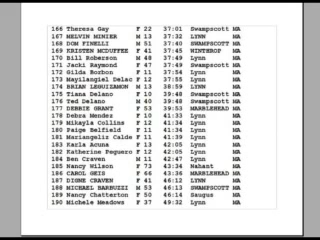 166 Theresa Gay F 22 37:01 Swampscott MA
167 MELVIN MINIER M 13 37:32 LYNN MA
168 DON PINELLI M 51 37:40 SWAMPSCOTT MA
169 KRISTEN MCDUFFEE F 41 37:45 WINTHROP MA
170 Bill Roberson M 48 37:49 Lynn MA
171 Jacki Raymond F 47 37:49 Lynn MA
172 Gilda Borbon F 11 37:54 Lynn MA
173 Mayilangiel Delac F 12 37:55 Lynn MA
174 BRIAN LEGUIZAMON M 13 38:59 LYNN MA
175 Tiana Delano F 10 39:48 Swampscott MA
176 Ted Delano M 40 39:48 Swampscott MA
177 DEBBIE GRANT F 53 39:53 MARBLEHEAD MA
178 Debra Mendez F 10 41:33 Lynn MA
179 Mikayla Collins F 12 41:34 Lynn MA
180 Paige Belfield F 11 41:34 Lynn MA
181 Mariangeliz Calde F 11 41:39 Lynn MA
183 Karla Acuna F 13 42:05 Lynn MA
182 Katherine Peguero F 12 42:05 Lynn MA
184 Ben Craven M 11 42:47 Lynn MA
185 Nancy Wilson F 73 43:34 Nahant MA
186 CAROL GEIS F 66 43:36 MARBLEHEAD MA
187 DIONE CRAVEN F 41 46:12 LYNN MA
188 MICHAEL BARBUZZI M 53 46:13 SWAMPSCOTT MA
189 Nancy Chatterton F 50 46:14 Saugus MA
190 Michele Meadows F 37 49:32 Lynn MA